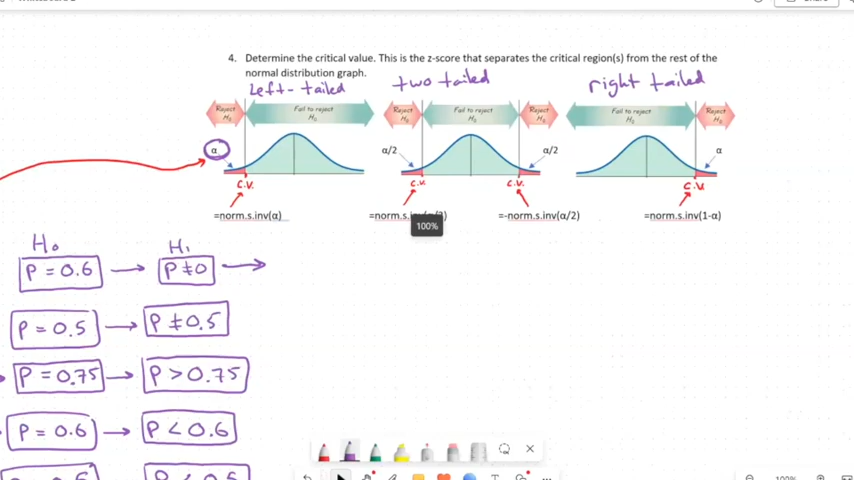 4. Determine the critical value. This is the z-score that separates the critical region(s) from the rest of the
normal distribution graph.
Left-tailed two tailed right tailed
Reject H₀ Fail to reject H₀ Reject H₀ Fail to reject H₀ Reject H₀ Fail to reject H₀ Reject H₀
α α/2 α/2 α
C.V. C.V. C.V. C.V.
=norm.s.inv(α) =norm.s. =-norm.s.inv(α/2) =norm.s.inv(1-α)
100%
H₀ H₁
P = 0.6 P ≠ 0
P = 0.5 P ≠ 0.5
P = 0.75 P > 0.75
P = 0.6 P < 0.6
100%